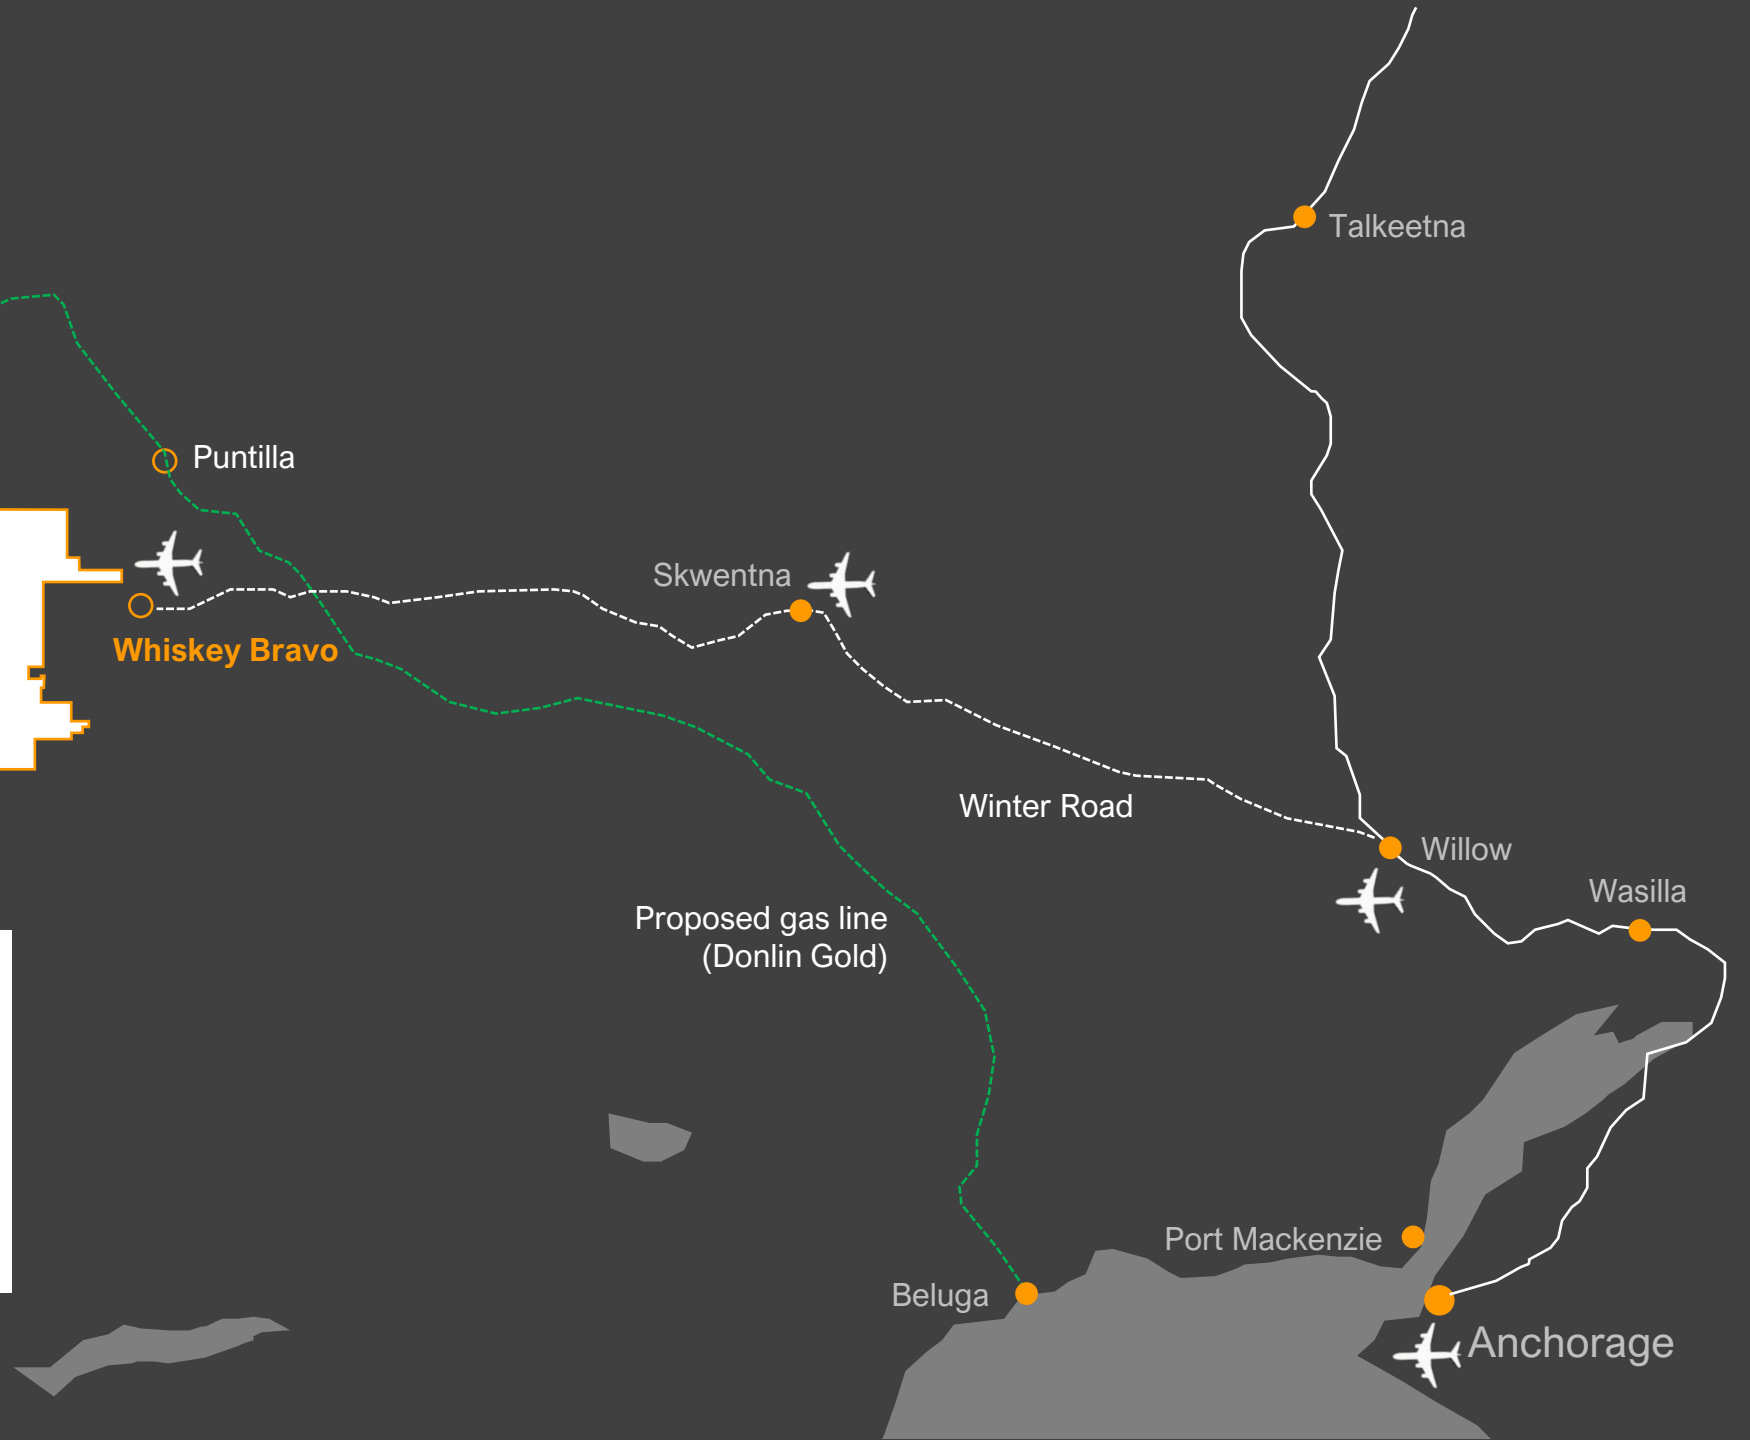 Talkeetna
Puntilla
Skwentna
Whiskey Bravo
Winter Road
Willow
Wasilla
Proposed gas line
(Donlin Gold)
Port Mackenzie
Beluga
Anchorage